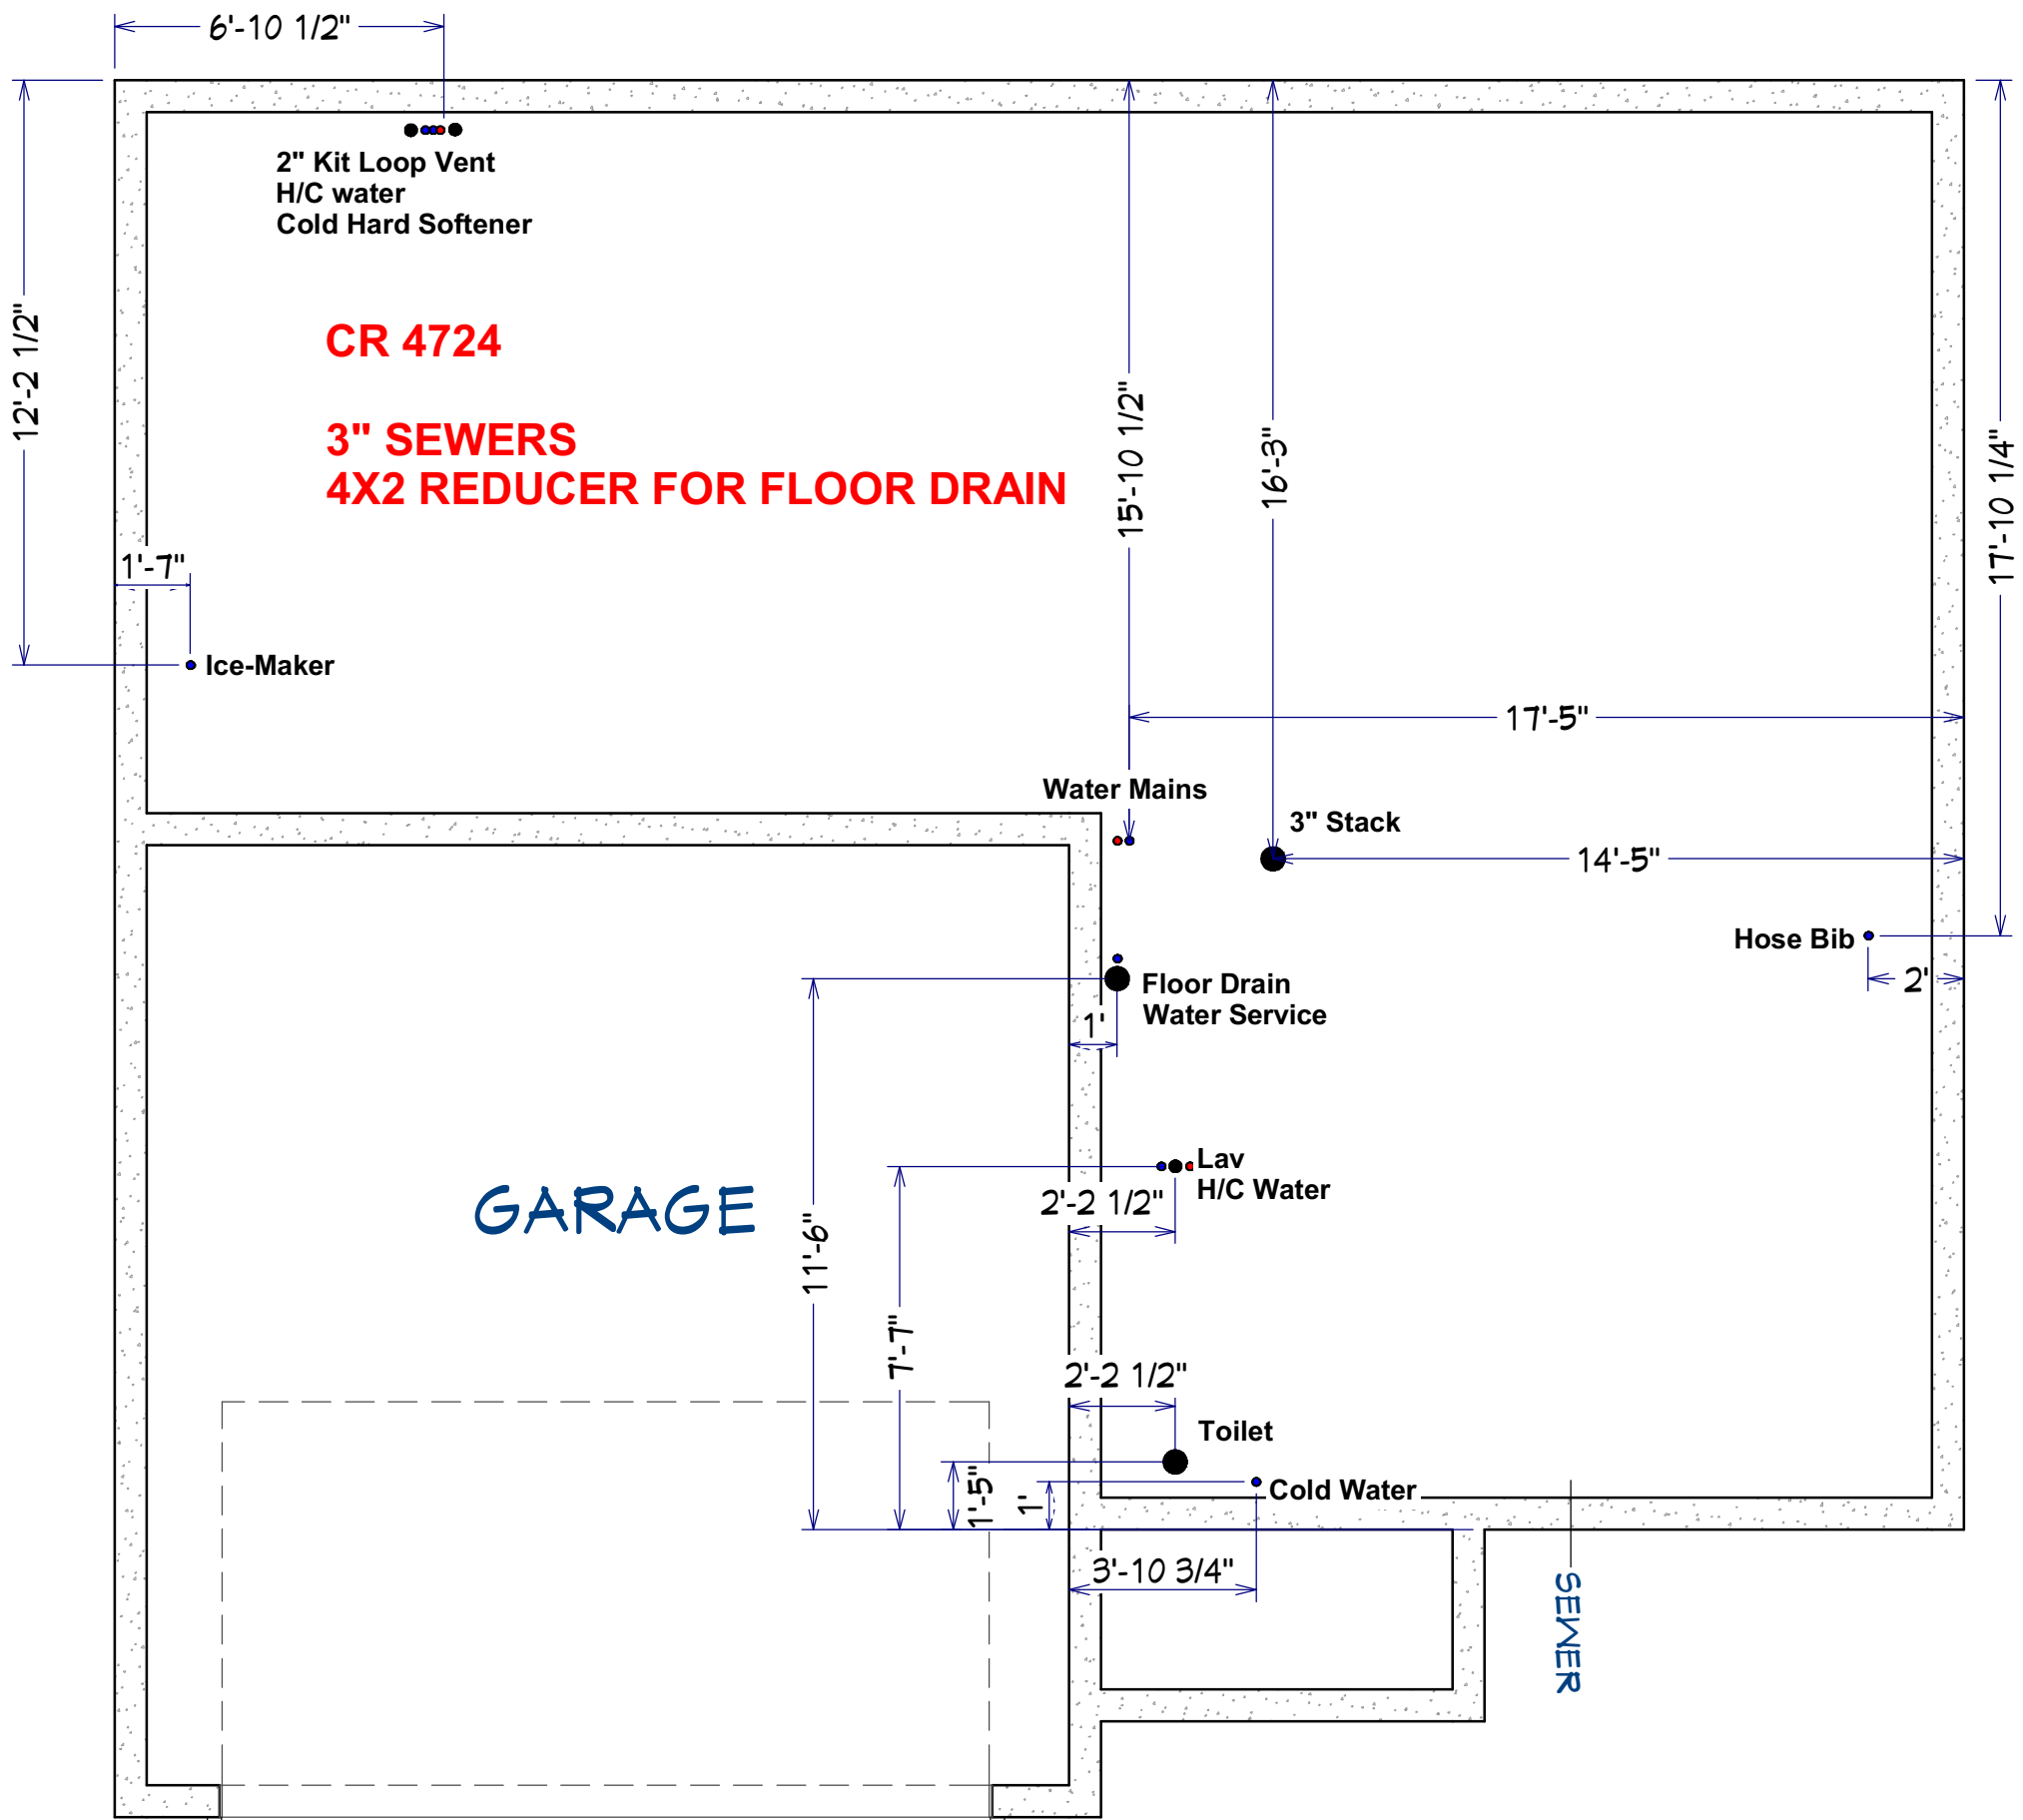 6'-10 1/2"
2" Kit Loop Vent
H/C water
Cold Hard Softener
12'-2 1/2"
CR 4724
3" SEWERS
4X2 REDUCER FOR FLOOR DRAIN
15'-10 1/2"
16'-3"
17'-10 1/4"
1'-7"
Ice-Maker
17'-5"
Water Mains
3" Stack
14'-5"
Hose Bib
2'
Floor Drain
Water Service
1'
Lav
H/C Water
2'-2 1/2"
GARAGE
11'-6"
7'-7"
2'-2 1/2"
Toilet
1'-5"
1'
Cold Water
3'-10 3/4"
SEWER